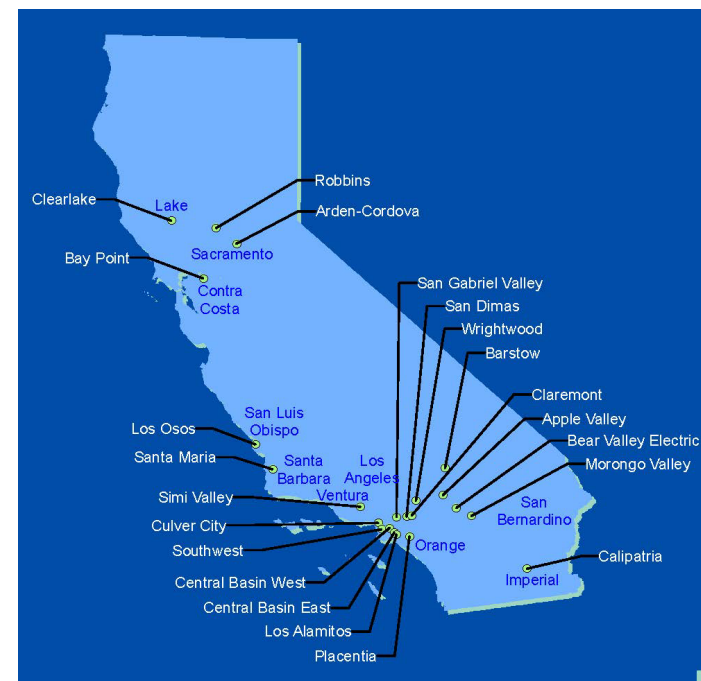 Robbins
Clearlake
Lake
Arden-Cordova
Sacramento
Bay Point
Contra
Costa
San Gabriel Valley
San Dimas
Wrightwood
Barstow
Claremont
Apple Valley
Bear Valley Electric
Morongo Valley
San Luis
Obispo
Los Osos
Santa Maria
Santa
Barbara
Los
Angeles
Ventura
Simi Valley
San
Bernardino
Culver City
Southwest
Orange
Calipatria
Imperial
Central Basin West
Central Basin East
Los Alamitos
Placentia